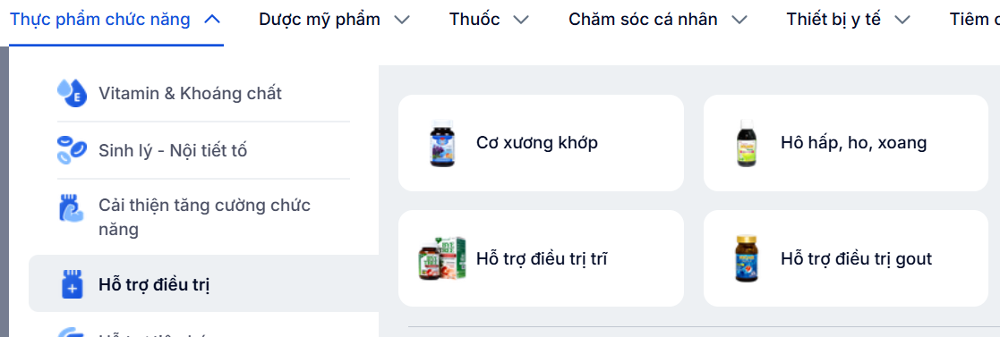 Thực phẩm chức năng
Dược mỹ phẩm
Thuốc
Chăm sóc cá nhân
Thiết bị y tế
Tiêm
Vitamin & Khoáng chất
Sinh lý - Nội tiết tố
Cải thiện tăng cường chức
năng
Hỗ trợ điều trị
Cơ xương khớp
Hô hấp, ho, xoang
Hỗ trợ điều trị trĩ
Hỗ trợ điều trị gout